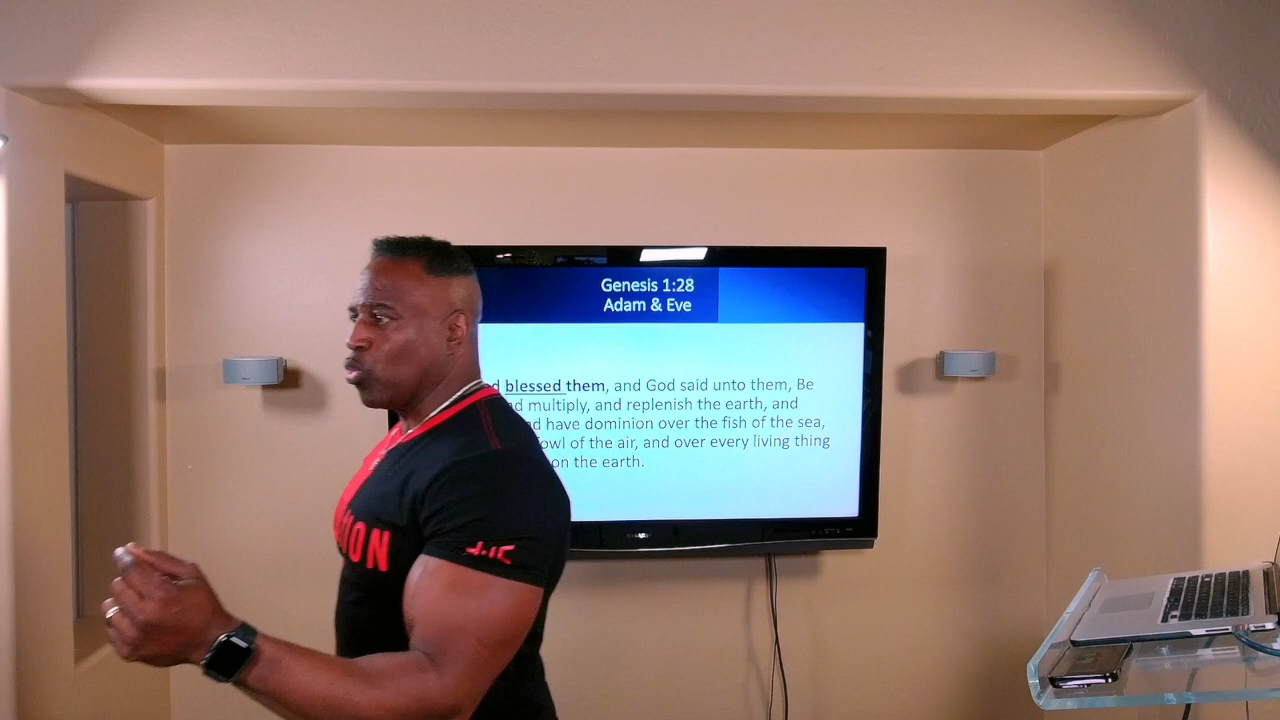 Genesis 1:28
Adam & Eve
blessed them, and God said unto them, Be
multiply, and replenish the earth, and
have dominion over the fish of the sea,
of the air, and over every living thing
on the earth.
SHARP